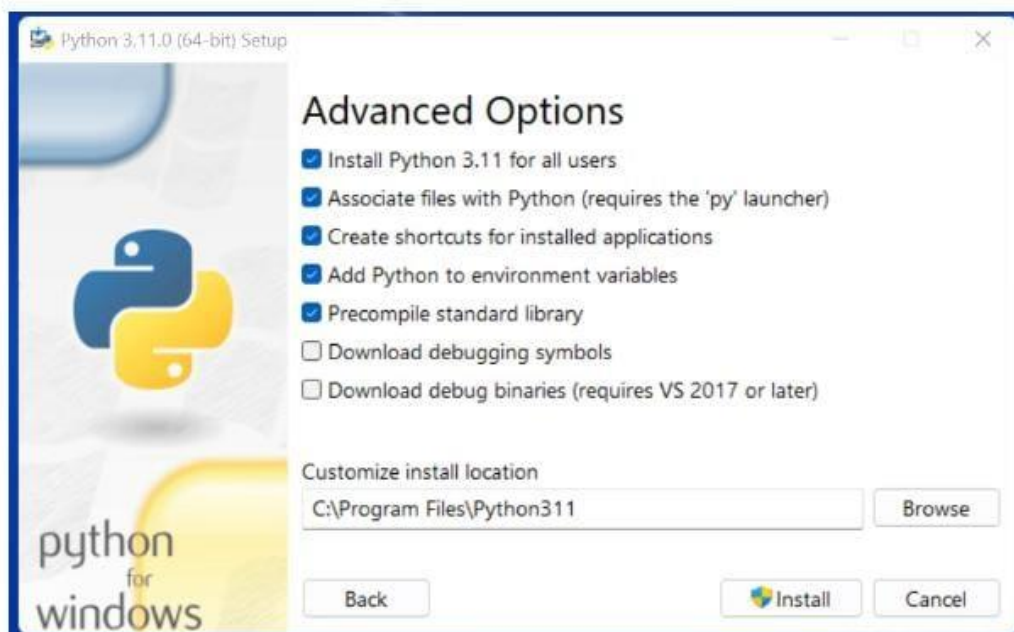 Python 3.11.0 (64-bit) Setup
Advanced Options
Install Python 3.11 for all users
Associate files with Python (requires the 'py' launcher)
Create shortcuts for installed applications
Add Python to environment variables
Precompile standard library
Download debugging symbols
Download debug binaries (requires VS 2017 or later)
Customize install location
C:\Program Files\Python311
Browse
python
for
windows
Back
Install
Cancel